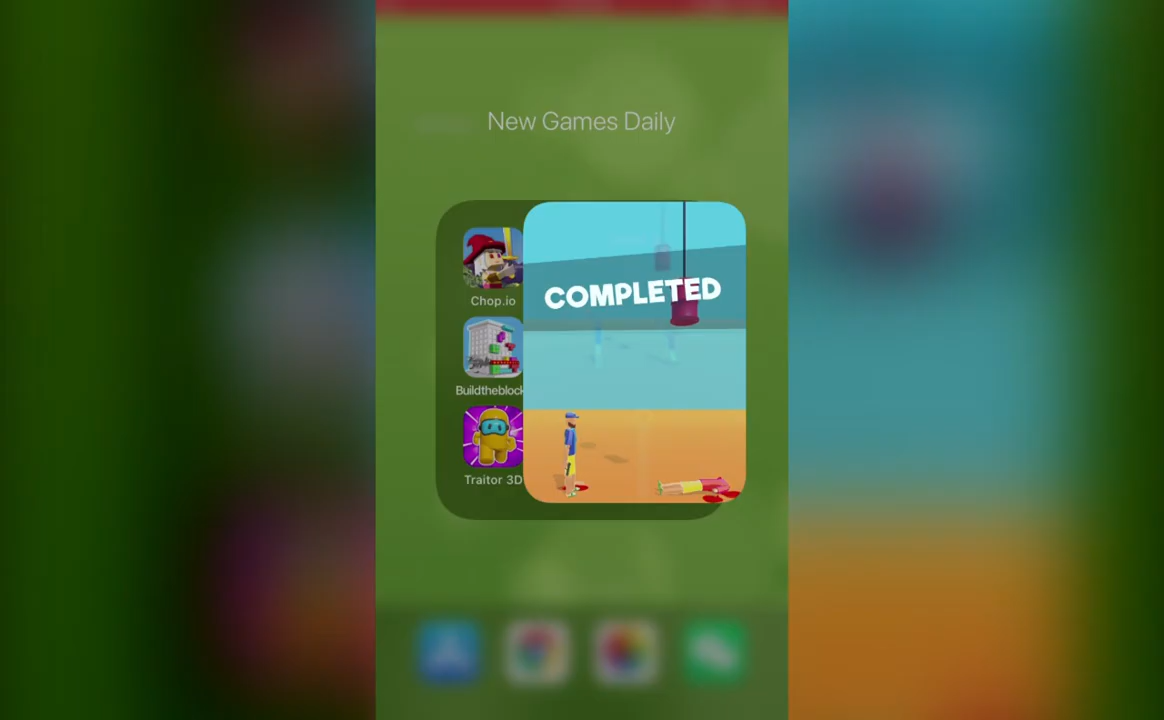 New Games Daily
COMPLETED
Chop.io
Buildtheblock
Traitor 3D